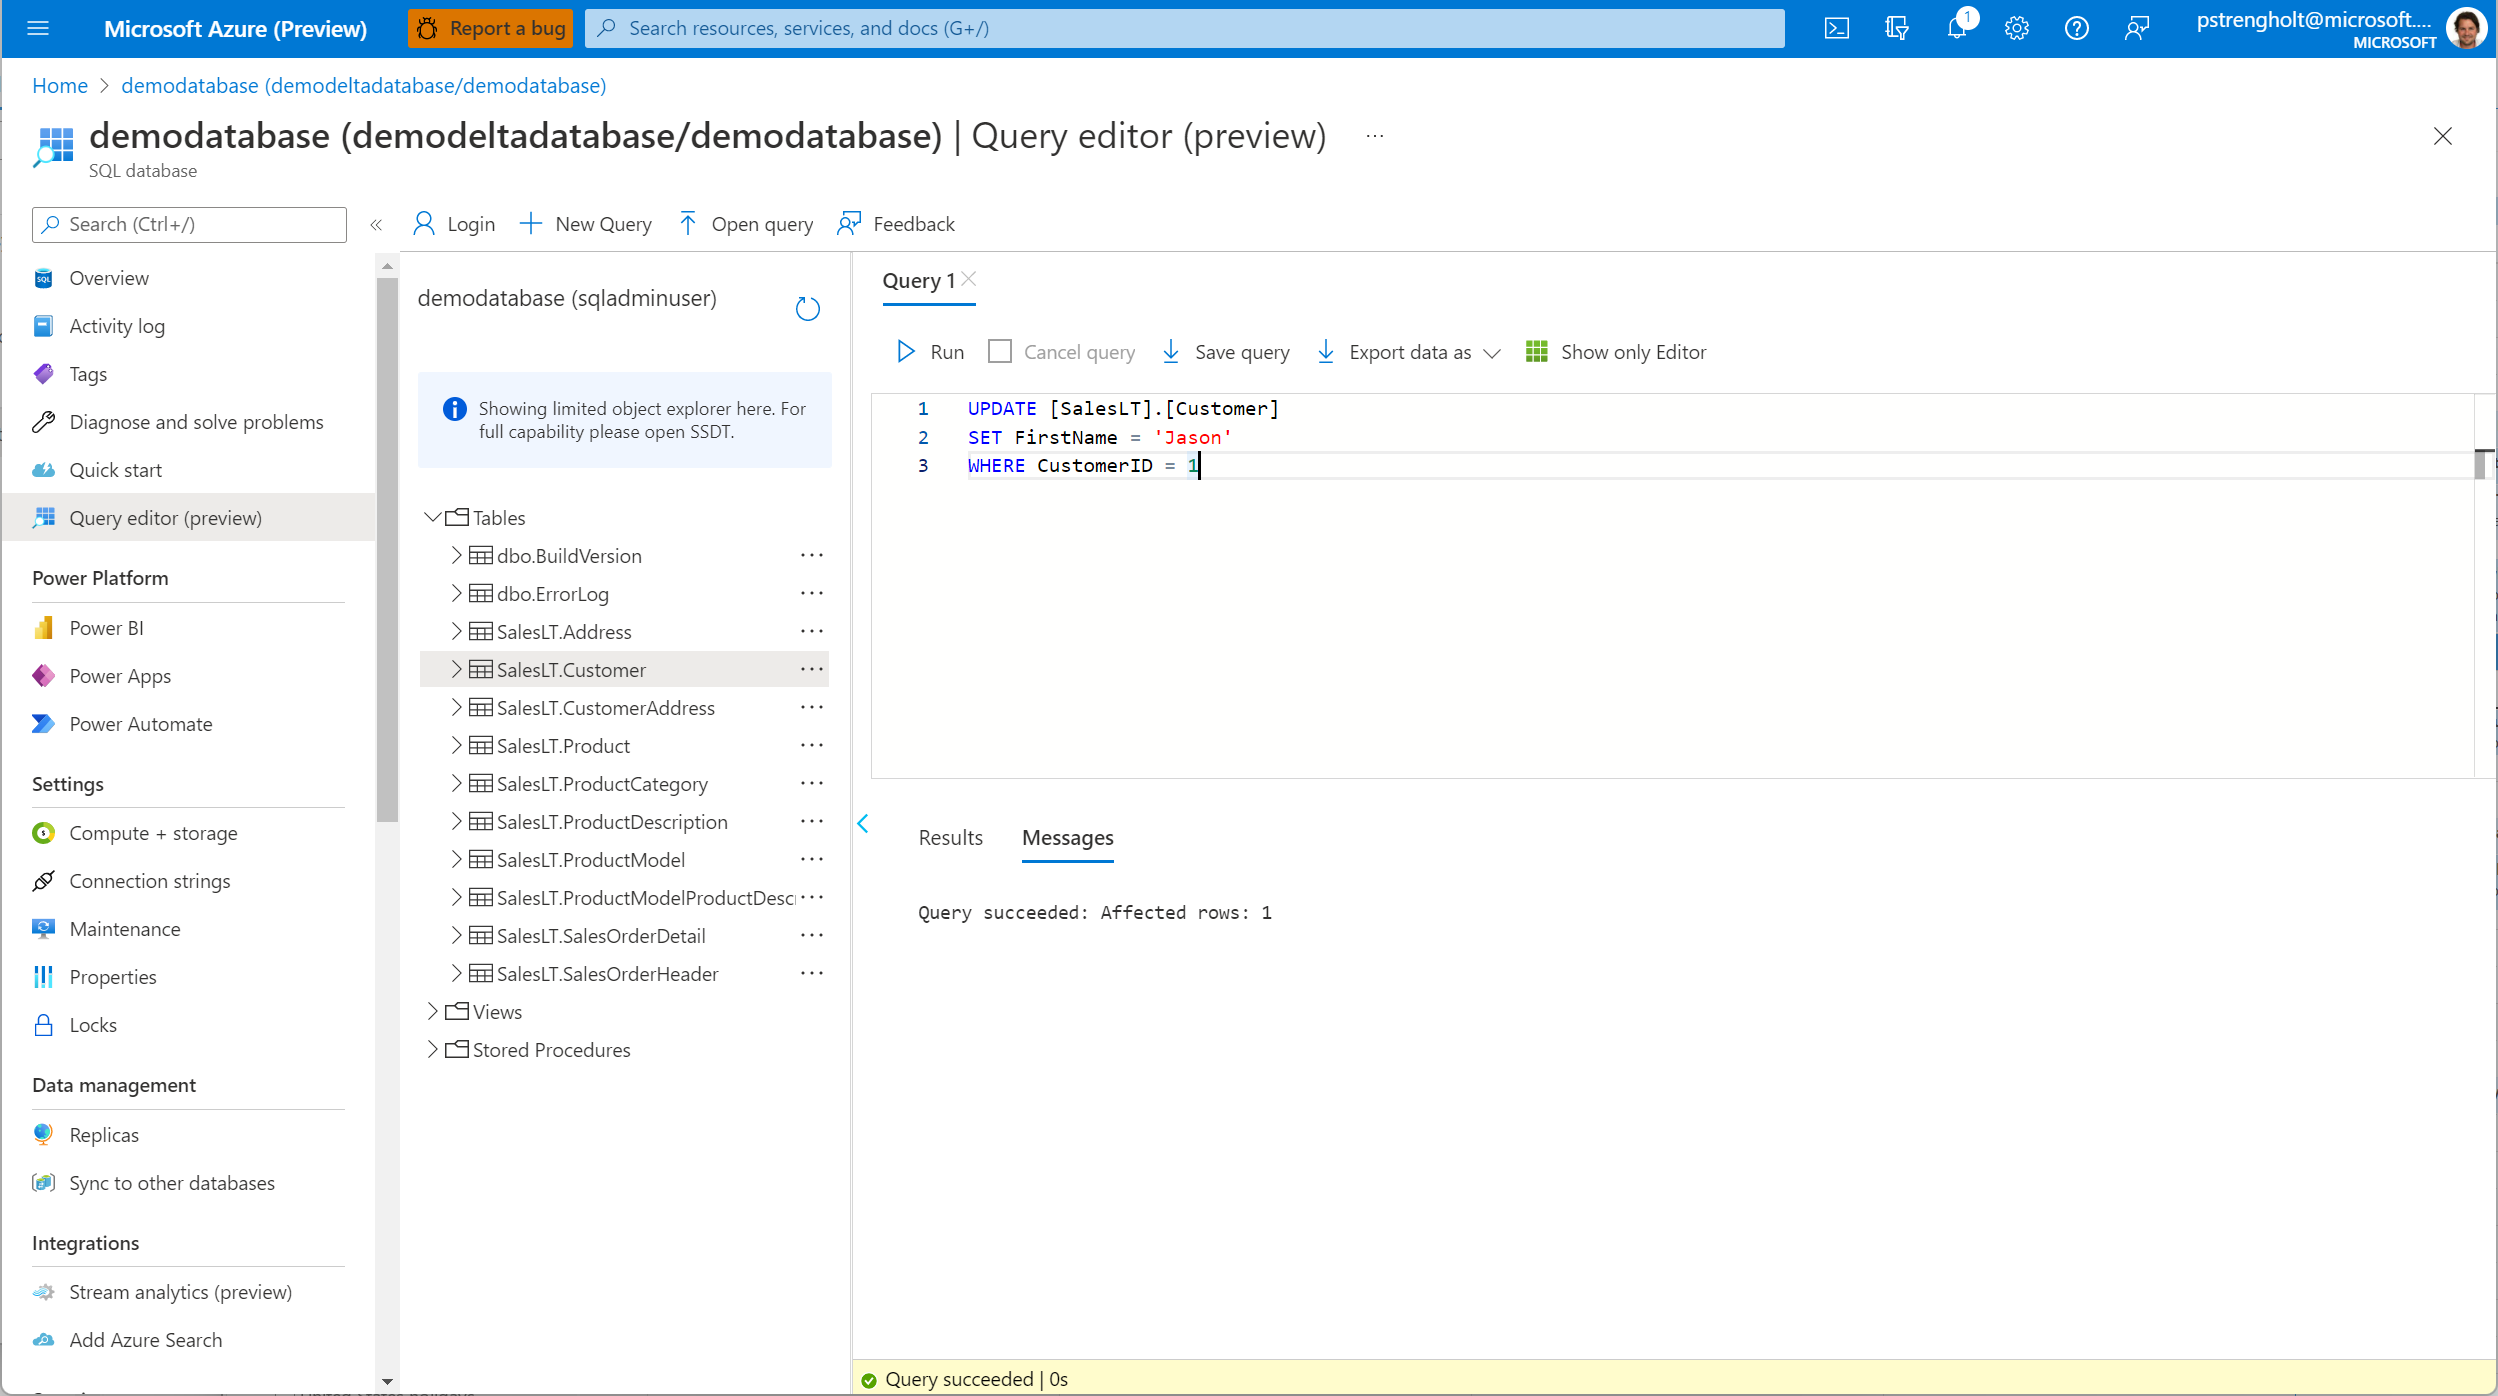 Microsoft Azure (Preview)
Report a bug
Search resources, services, and docs (G+/)
1
pstrengholt@microsoft....
MICROSOFT
Home > demodatabase (demodeltadatabase/demodatabase)
demodatabase (demodeltadatabase/demodatabase) | Query editor (preview) ...
SQL database
Search (Ctrl+/)
«
Overview
Activity log
Tags
Diagnose and solve problems
Quick start
Query editor (preview)
Power Platform
Power BI
Power Apps
Power Automate
Settings
Compute + storage
Connection strings
Maintenance
Properties
Locks
Data management
Replicas
Sync to other databases
Integrations
Stream analytics (preview)
Add Azure Search
Login
New Query
Open query
Feedback
demodatabase (sqladminuser)
Showing limited object explorer here. For
full capability please open SSDT.
Tables
dbo.BuildVersion ...
dbo.ErrorLog ...
SalesLT.Address ...
SalesLT.Customer ...
SalesLT.CustomerAddress ...
SalesLT.Product ...
SalesLT.ProductCategory ...
SalesLT.ProductDescription ...
SalesLT.ProductModel ...
SalesLT.ProductModelProductDesc ...
SalesLT.SalesOrderDetail ...
SalesLT.SalesOrderHeader ...
Views
Stored Procedures
Query 1
Run
Cancel query
Save query
Export data as
Show only Editor
1 UPDATE [SalesLT].[Customer]
2 SET FirstName = 'Jason'
3 WHERE CustomerID = 1
Results
Messages
Query succeeded: Affected rows: 1
Query succeeded | 0s